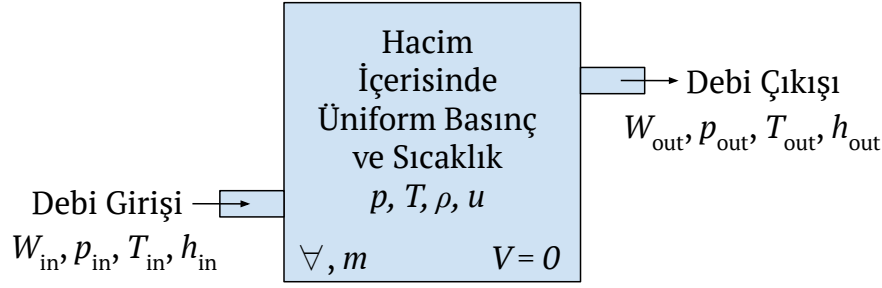 Hacim
İçerisinde
Üniform Basınç
ve Sıcaklık
p, T, ρ, u
∀, m
V = 0
Debi Girişi
W_in, p_in, T_in, h_in
Debi Çıkışı
W_out, p_out, T_out, h_out